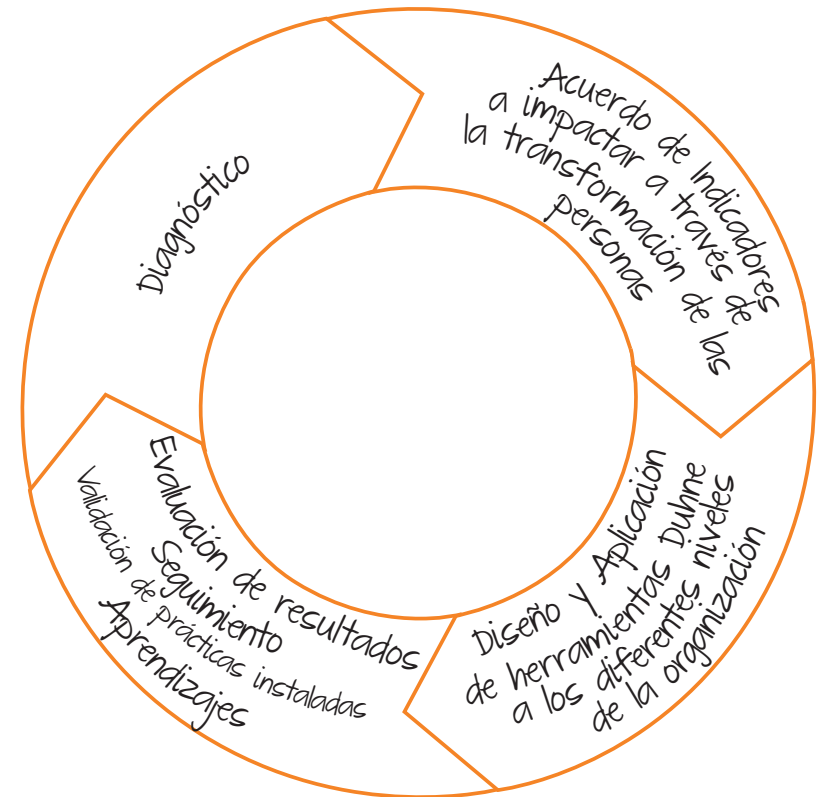 Diagnóstico
Acuerdo de Indicadores
a impactar a través de
la transformación de las
personas
Diseño y Aplicación
de herramientas Duhne
a los diferentes niveles
de la organización
Evaluación de resultados
Seguimiento
Validación de prácticas instaladas
Aprendizajes